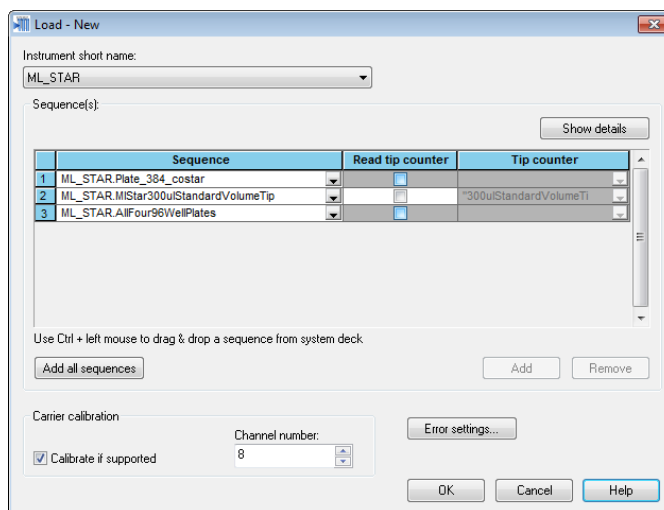 Load - New
Instrument short name:
ML_STAR
Sequence(s):
Show details
Sequence Read tip counter Tip counter
1 ML_STAR.Plate_384_costar
2 ML_STAR.MlStar300ulStandardVolumeTip "300ulStandardVolumeTi
3 ML_STAR.AllFour96WellPlates
Use Ctrl + left mouse to drag & drop a sequence from system deck
Add all sequences Add Remove
Carrier calibration
Channel number:
Calibrate if supported 8
Error settings...
OK Cancel Help